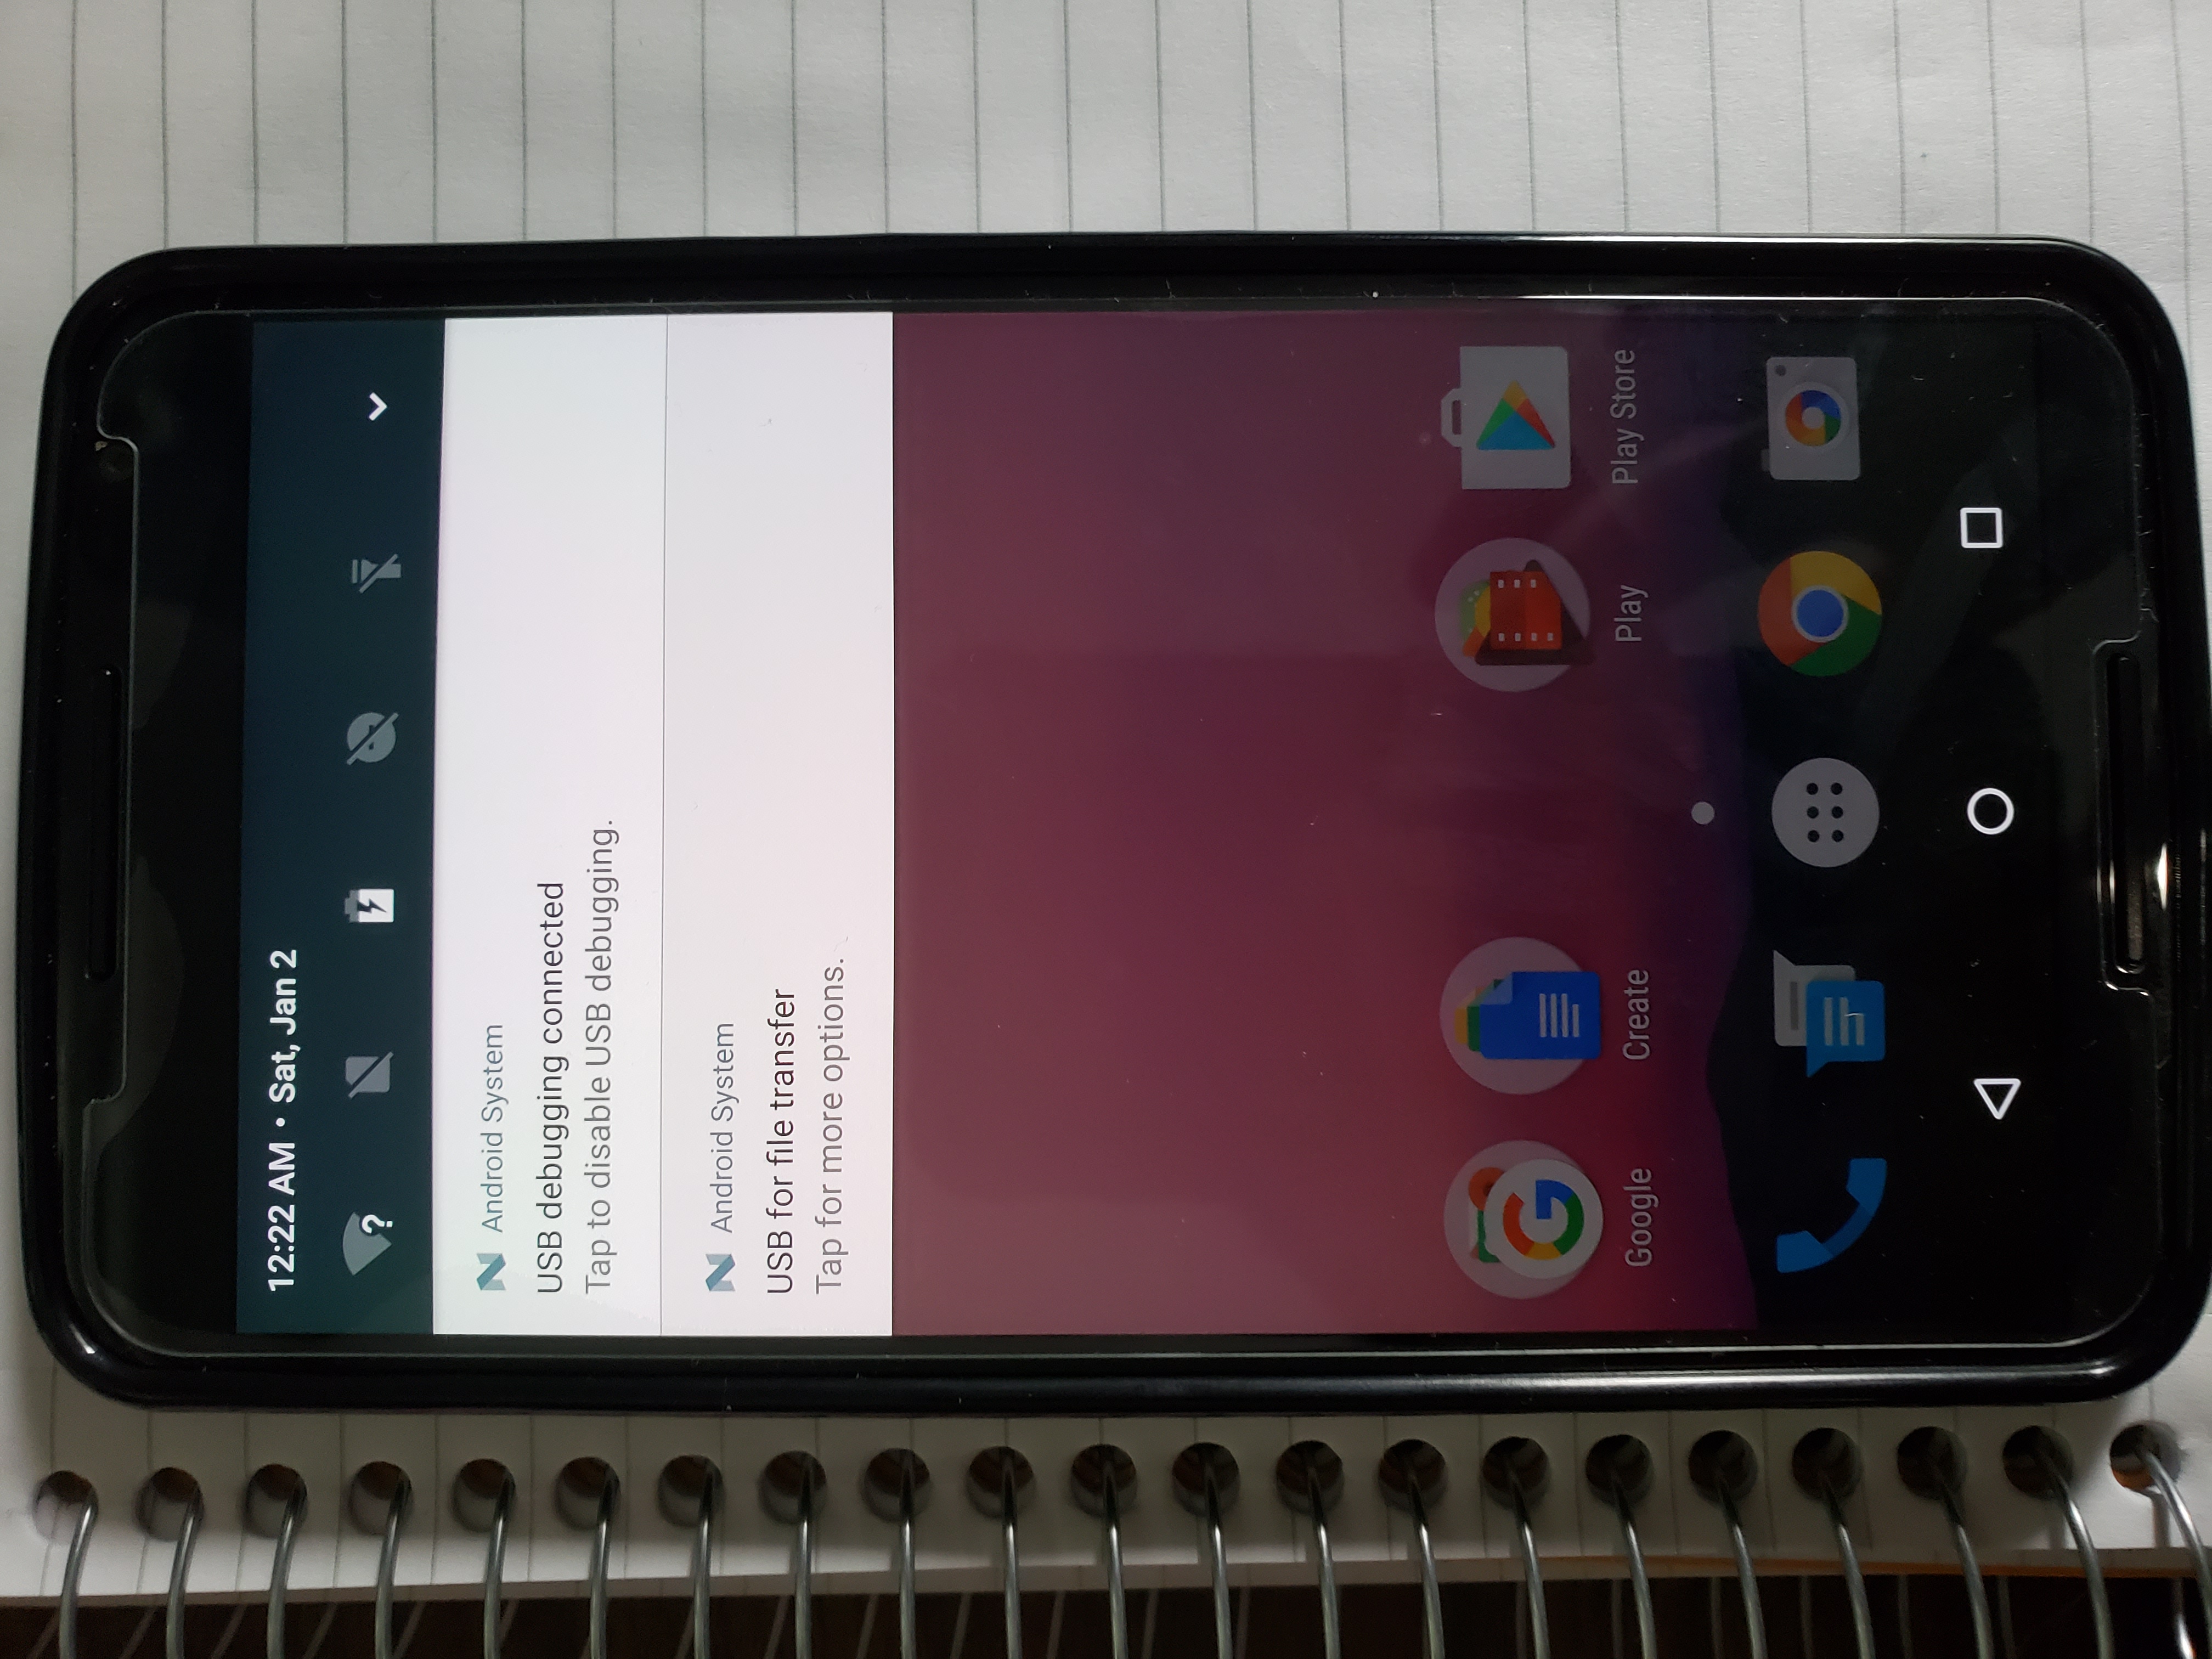 12:22 AM • Sat, Jan 2
?
Android System
USB debugging connected
Tap to disable USB debugging.
Android System
USB for file transfer
Tap for more options.
G
Google Create Play Play Store